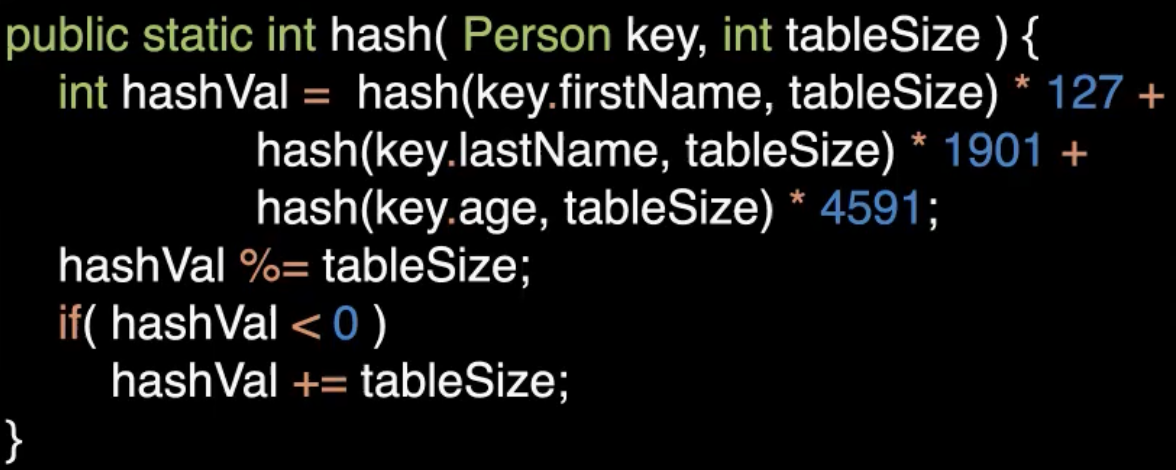 public static int hash( Person key, int tableSize ) {
int hashVal = hash(key.firstName, tableSize) * 127 +
hash(key.lastName, tableSize) * 1901 +
hash(key.age, tableSize) * 4591;
hashVal %= tableSize;
if( hashVal < 0 )
hashVal += tableSize;
}